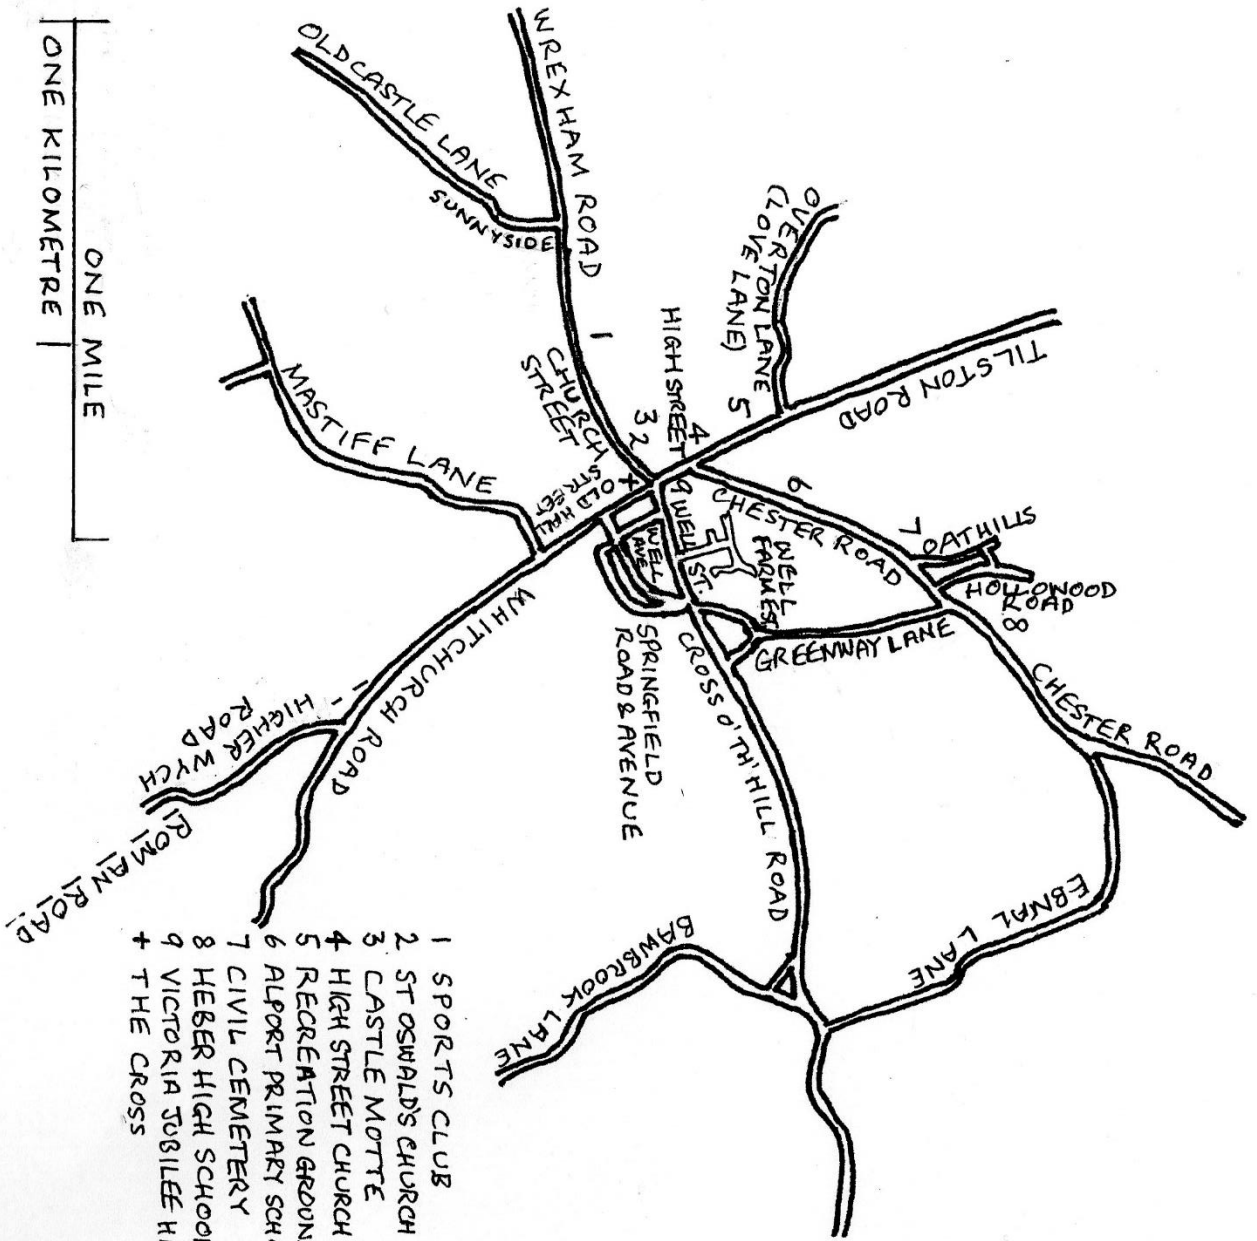 ONE KILOMETRE
ONE MILE
OLDCASTLE LANE
SUNNYSIDE
WREXHAM ROAD
OVERTON LANE
(LOVE LANE)
TILSTON ROAD
HIGH STREET
CHURCH
STREET
1
3 2
4
5
6
7
8
9
+
OLD HALL
STREET
MASTIFF LANE
WELL ST.
WELL
AVE
WELL
FARM EST
CHESTER ROAD
OATHILLS
HOLLOWOOD
ROAD
GREENWAY LANE
CHESTER ROAD
SPRINGFIELD
ROAD & AVENUE
CROSS O' TH' HILL ROAD
WHITCHURCH ROAD
HIGHER WYCH
ROAD
ROMAN ROAD
EBNAL LANE
BAWBROOK LANE
1 SPORTS CLUB
2 ST OSWALD'S CHURCH
3 CASTLE MOTTE
4 HIGH STREET CHURCH
5 RECREATION GROUN
6 ALPORT PRIMARY SCH
7 CIVIL CEMETERY
8 HEBER HIGH SCHOO
9 VICTORIA JUBILEE H
+ THE CROSS